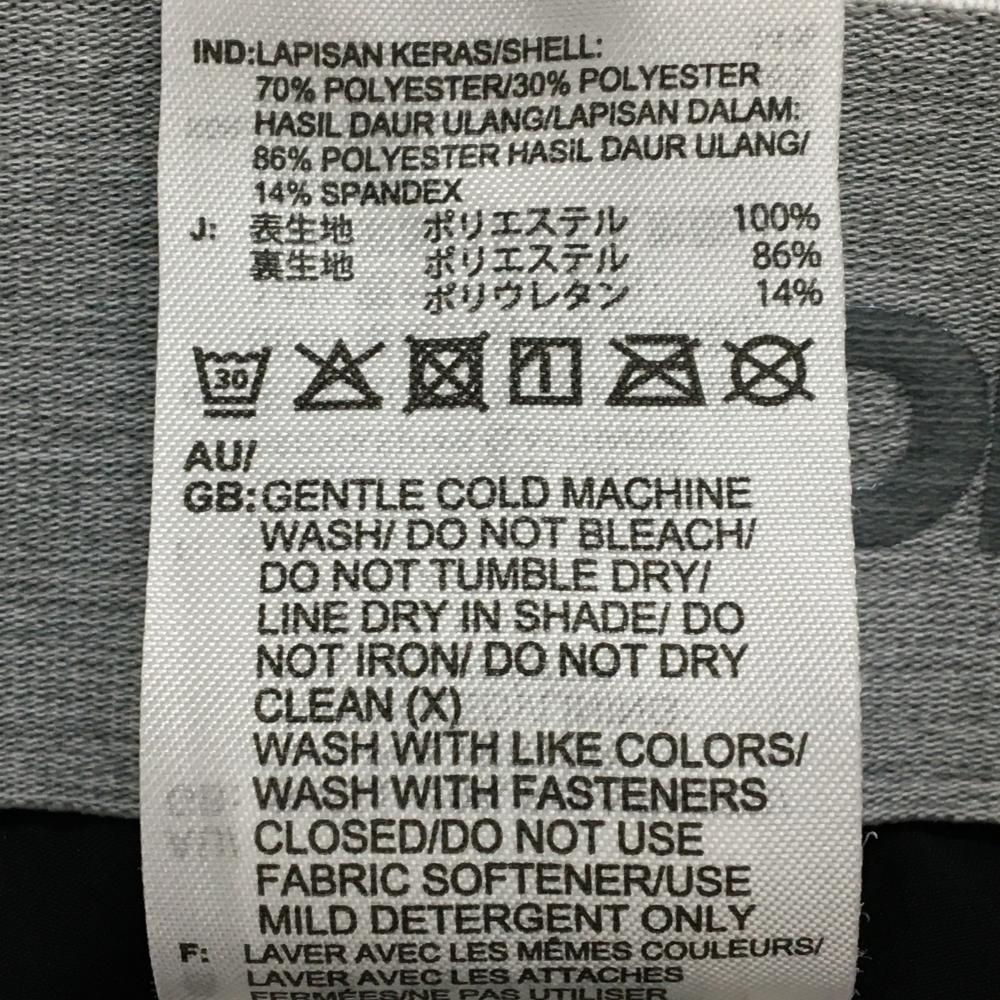 IND:LAPISAN KERAS/SHELL:
70% POLYESTER/30% POLYESTER
HASIL DAUR ULANG/LAPISAN DALAM:
86% POLYESTER HASIL DAUR ULANG/
14% SPANDEX
J: 表生地 ポリエステル 100%
裏生地 ポリエステル 86%
ポリウレタン 14%
30
AU/
GB:GENTLE COLD MACHINE
WASH/ DO NOT BLEACH/
DO NOT TUMBLE DRY/
LINE DRY IN SHADE/ DO
NOT IRON/ DO NOT DRY
CLEAN (X)
WASH WITH LIKE COLORS/
WASH WITH FASTENERS
CLOSED/DO NOT USE
FABRIC SOFTENER/USE
MILD DETERGENT ONLY
F: LAVER AVEC LES MÊMES COULEURS/
LAVER AVEC LES ATTACHES
FERMÉES/NE PAS UTILISER